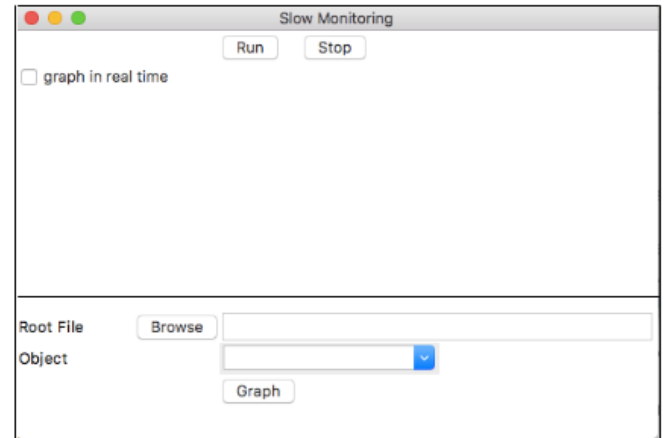 Slow Monitoring
Run Stop
graph in real time
Root File Browse
Object
Graph